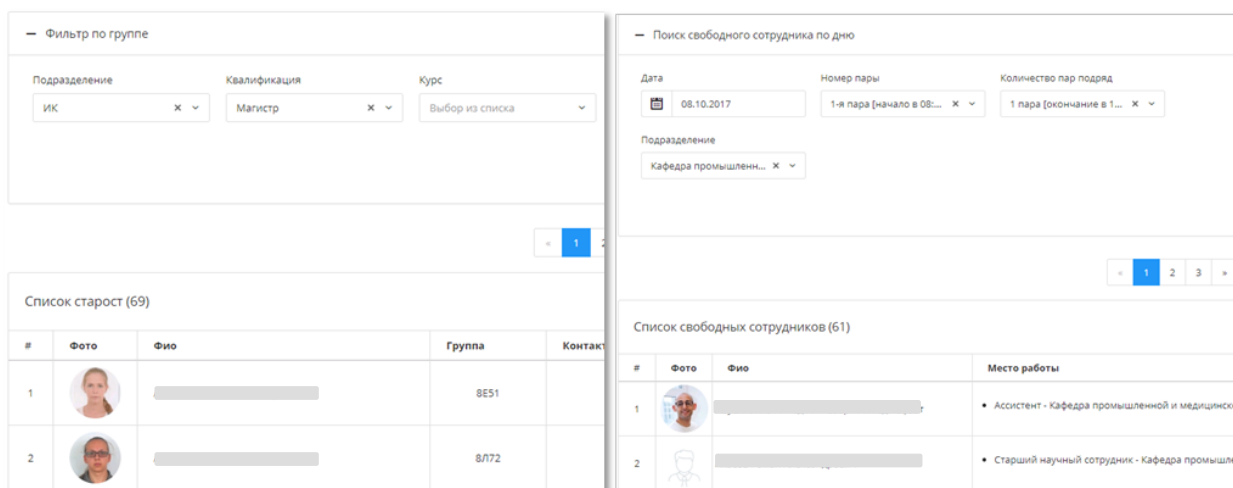 − Фильтр по группе
Подразделение Квалификация Курс
ИК × Магистр × Выбор из списка
« 1
Список старост (69)
# Фото Фио Группа Контакт
1 8Е51
2 8Л72
− Поиск свободного сотрудника по дню
Дата Номер пары Количество пар подряд
08.10.2017 1-я пара [начало в 08:... × 1 пара [окончание в 1... ×
Подразделение
Кафедра промышленн... ×
« 1 2 3 »
Список свободных сотрудников (61)
# Фото Фио Место работы
1 • Ассистент - Кафедра промышленной и медицинско
2 • Старший научный сотрудник - Кафедра промышле